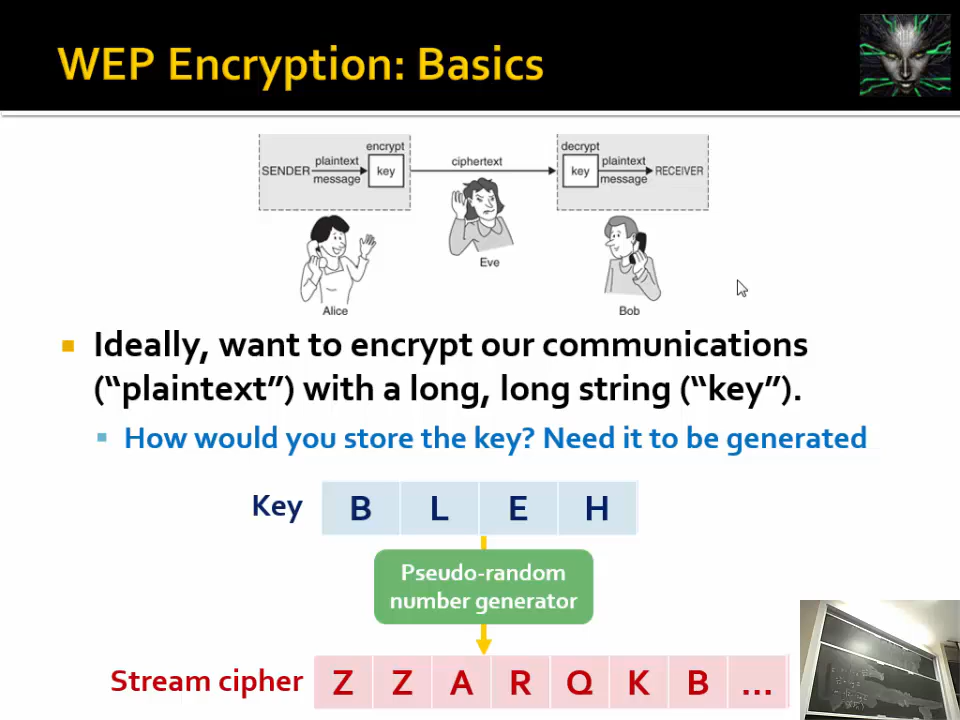 WEP Encryption: Basics
encrypt
decrypt
SENDER
plaintext
message
key
ciphertext
key
plaintext
message
RECEIVER
Eve
Alice
Bob
Ideally, want to encrypt our communications
("plaintext") with a long, long string ("key").
How would you store the key? Need it to be generated
Key B L E H
Pseudo-random
number generator
Stream cipher Z Z A R Q K B ...